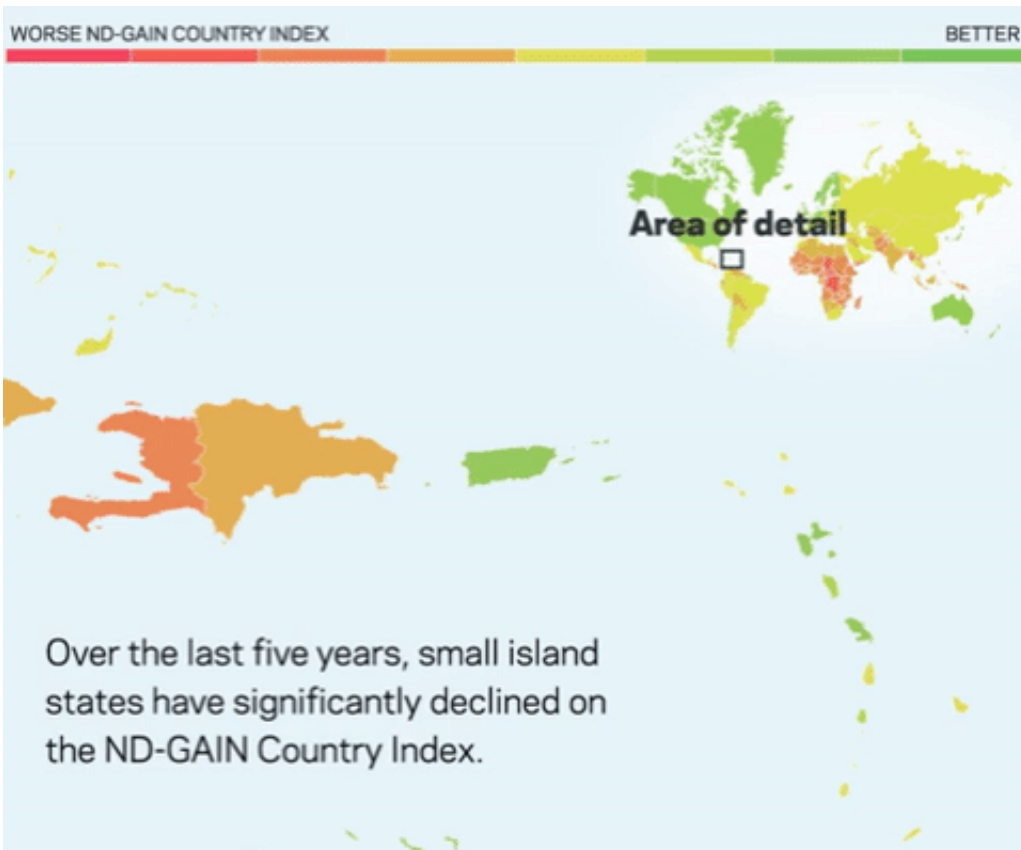 WORSE ND-GAIN COUNTRY INDEX
BETTER
Area of detail
Over the last five years, small island
states have significantly declined on
the ND-GAIN Country Index.